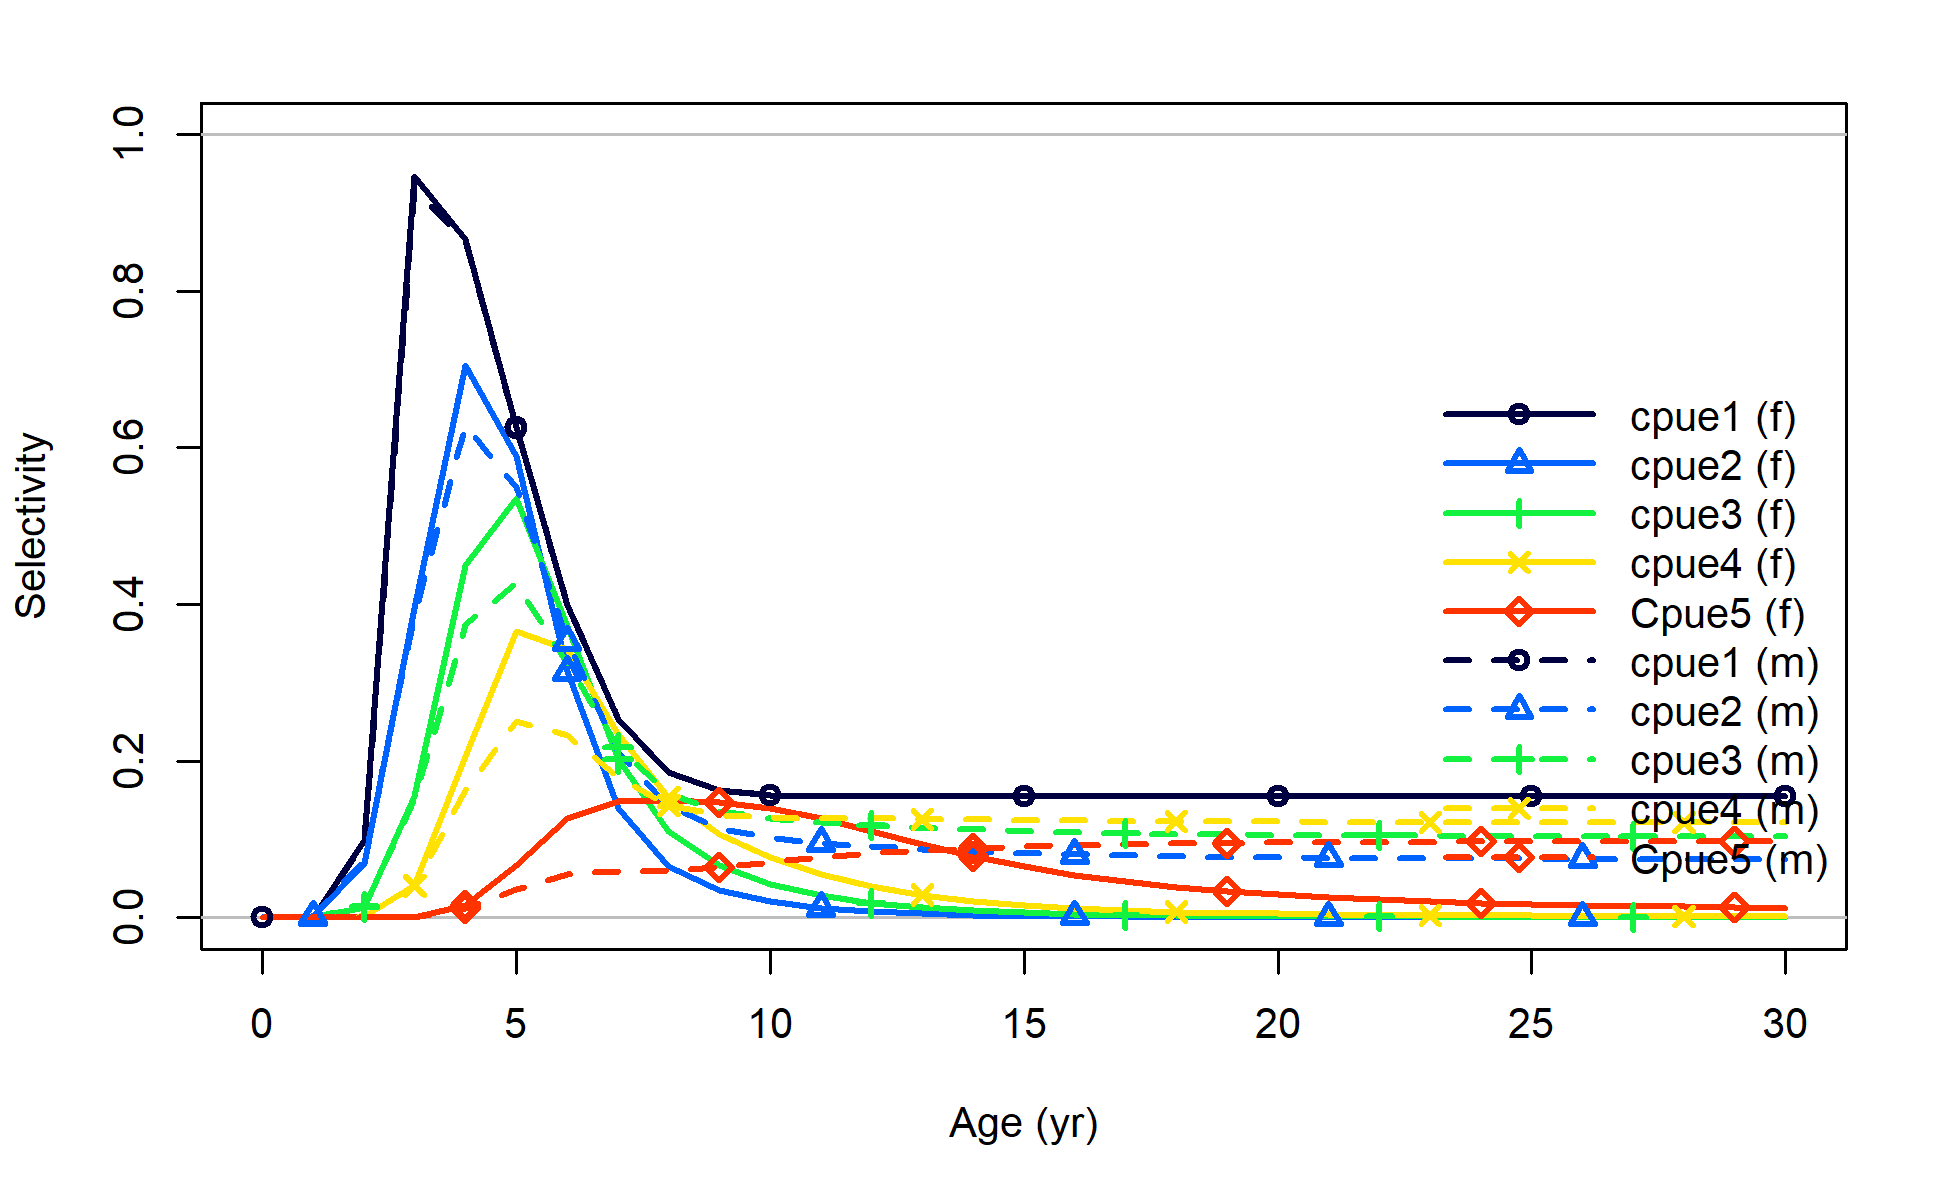 Selectivity
1.0
0.8
0.6
0.4
0.2
0.0
cpue1 (f)
cpue2 (f)
cpue3 (f)
cpue4 (f)
Cpue5 (f)
cpue1 (m)
cpue2 (m)
cpue3 (m)
cpue4 (m)
Cpue5 (m)
0 5 10 15 20 25 30
Age (yr)